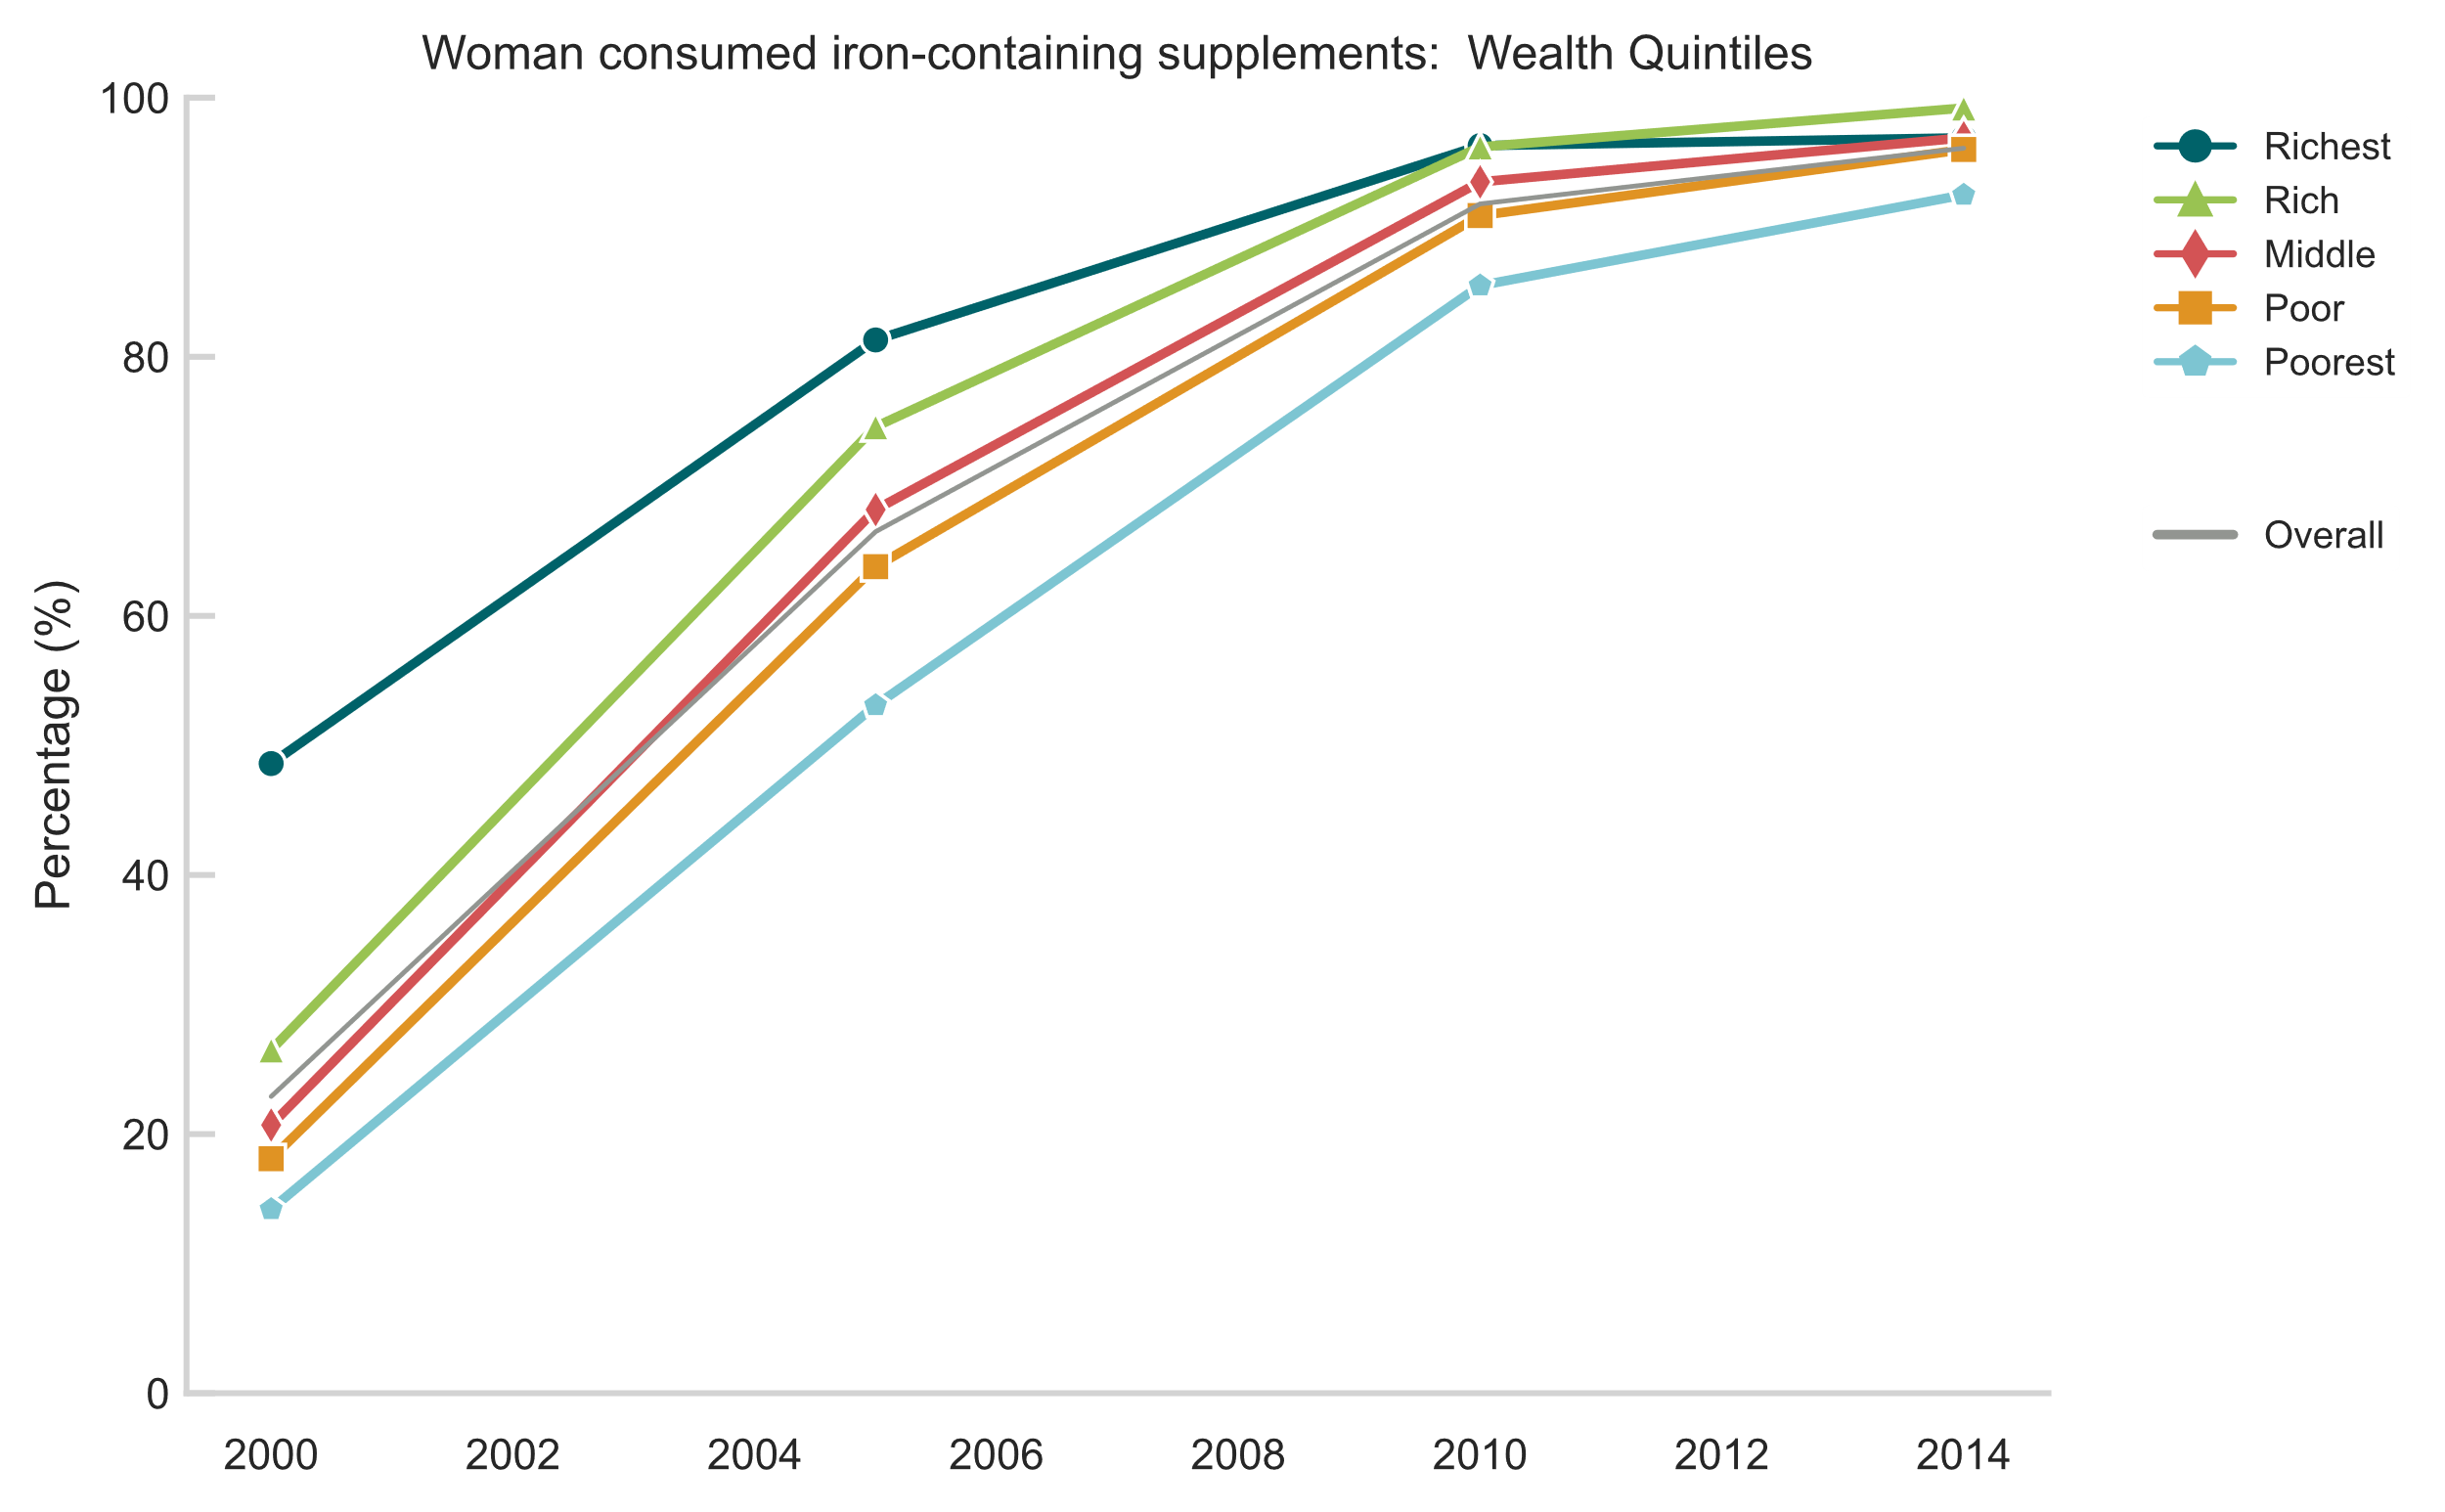 Woman consumed iron-containing supplements:  Wealth Quintiles
Percentage (%)
100
80
60
40
20
0
2000 2002 2004 2006 2008 2010 2012 2014
Richest
Rich
Middle
Poor
Poorest
Overall